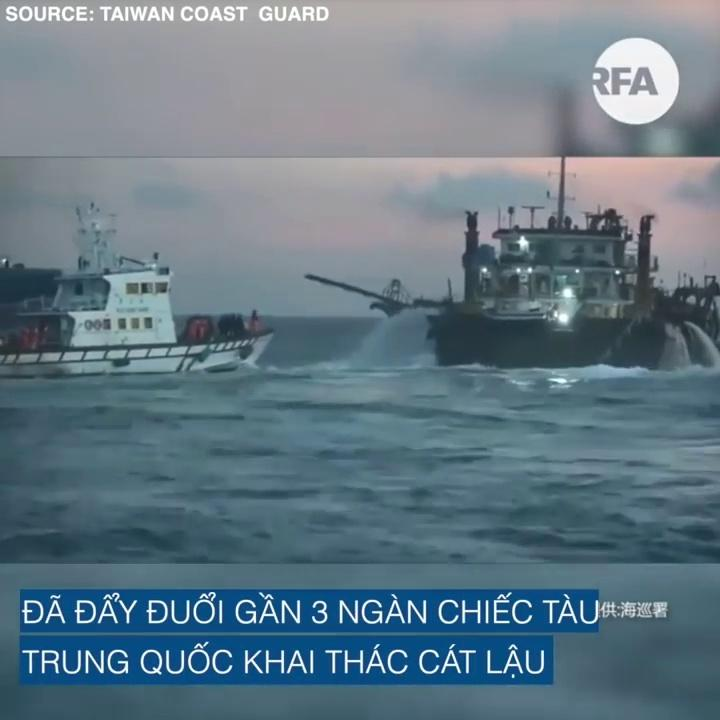 SOURCE: TAIWAN COAST GUARD
RFA
ĐÃ ĐẨY ĐUỔI GẦN 3 NGÀN CHIẾC TÀU
供:海巡署
TRUNG QUỐC KHAI THÁC CÁT LẬU